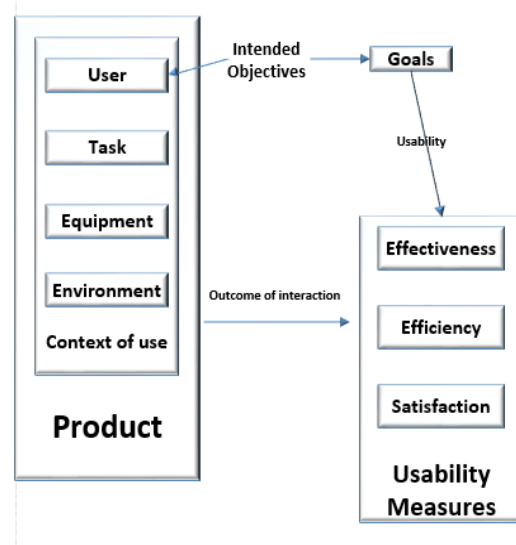 User
Intended
Objectives
Goals
Task
Usability
Equipment
Effectiveness
Environment
Outcome of interaction
Efficiency
Context of use
Satisfaction
Product
Usability
Measures